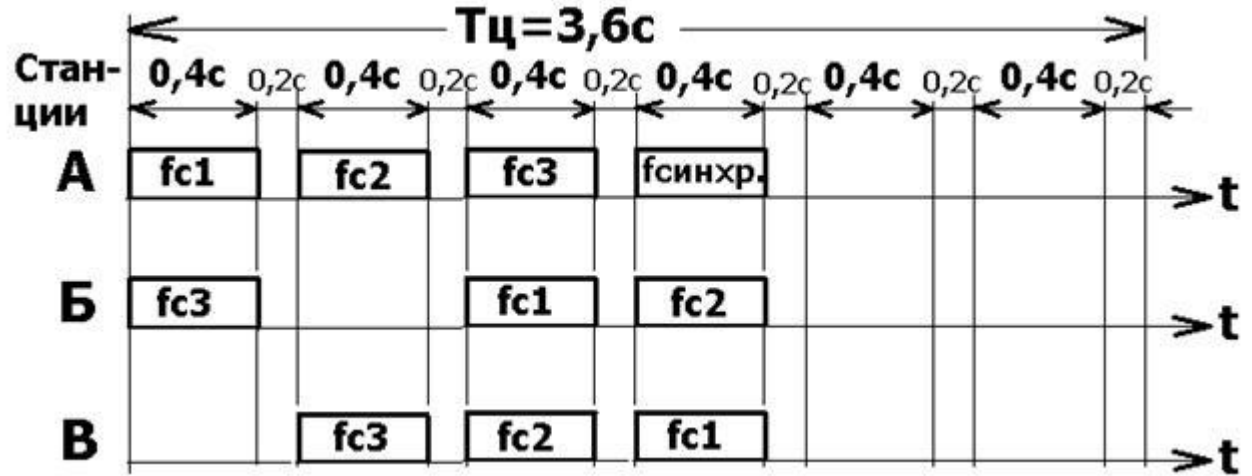 Тц=3,6с
Стан-
ции
0,4с 0,2с 0,4с 0,2с 0,4с 0,2с 0,4с 0,2с 0,4с 0,2с 0,4с 0,2с
А fc1 fc2 fc3 fсинхр. t
Б fc3 fc1 fc2 t
В fc3 fc2 fc1 t